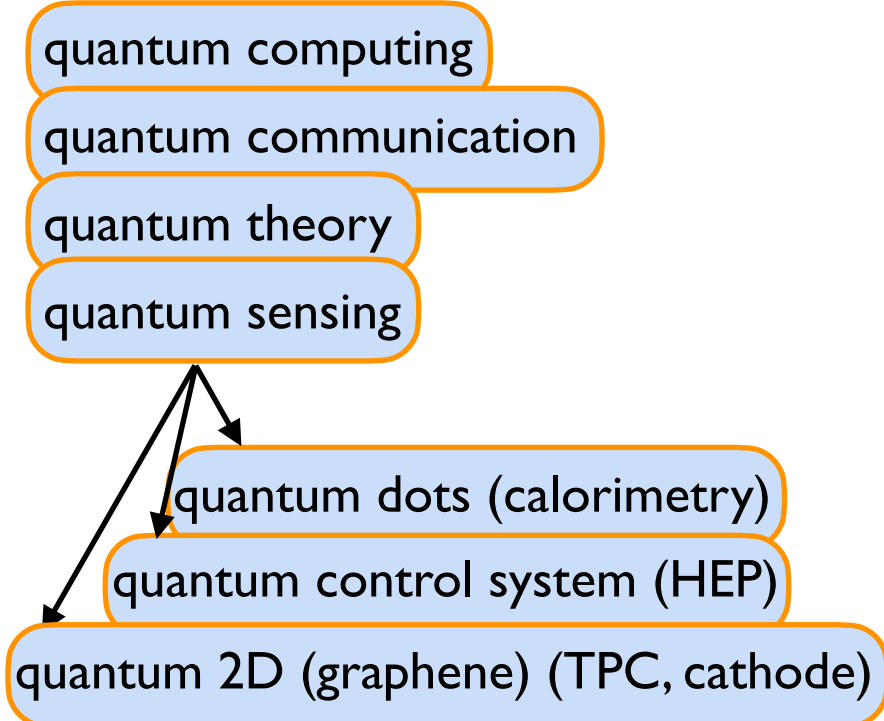 quantum computing
quantum communication
quantum theory
quantum sensing
quantum dots (calorimetry)
quantum control system (HEP)
quantum 2D (graphene) (TPC, cathode)